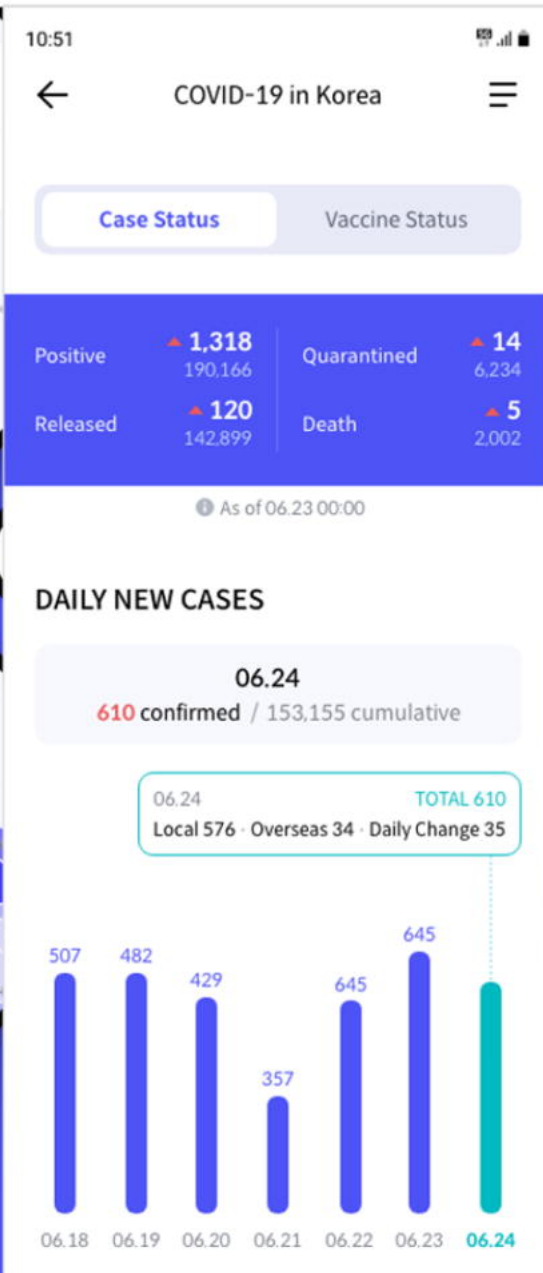 10:51
COVID-19 in Korea
Case Status Vaccine Status
Positive 1,318 Quarantined 14
190,166 6,234
Released 120 Death 5
142,899 2,002
As of 06.23 00:00
DAILY NEW CASES
06.24
610 confirmed / 153,155 cumulative
06.24 TOTAL 610
Local 576 · Overseas 34 · Daily Change 35
507 482 429 357 645 645
06.18 06.19 06.20 06.21 06.22 06.23 06.24